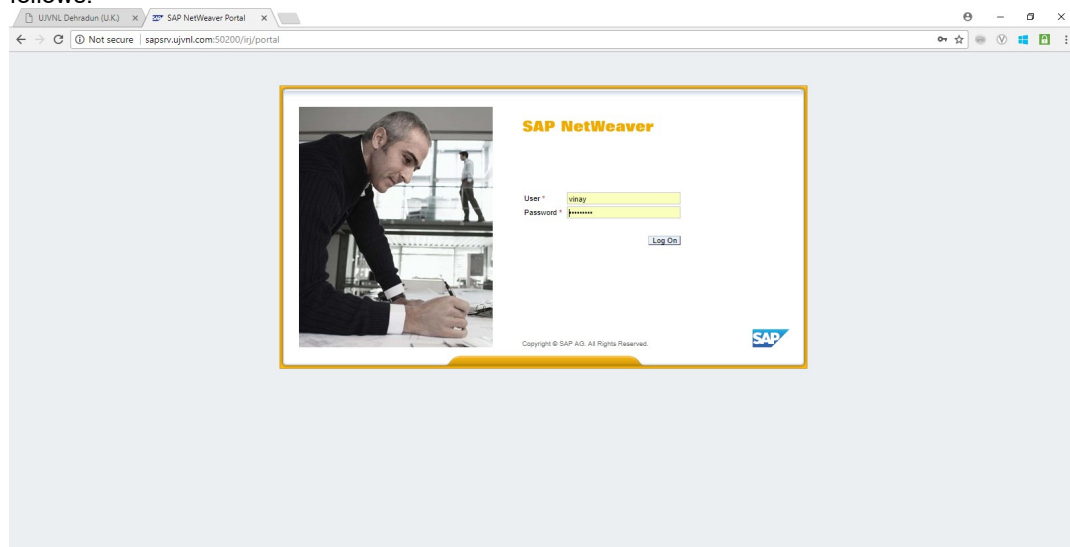 follows:
UJVNL Dehradun (U.K.)
SAP NetWeaver Portal
Not secure | sapsrv.ujvnl.com:50200/irj/portal
SAP NetWeaver
User * vinay
Password * •••••••••
Log On
Copyright © SAP AG. All Rights Reserved.
SAP